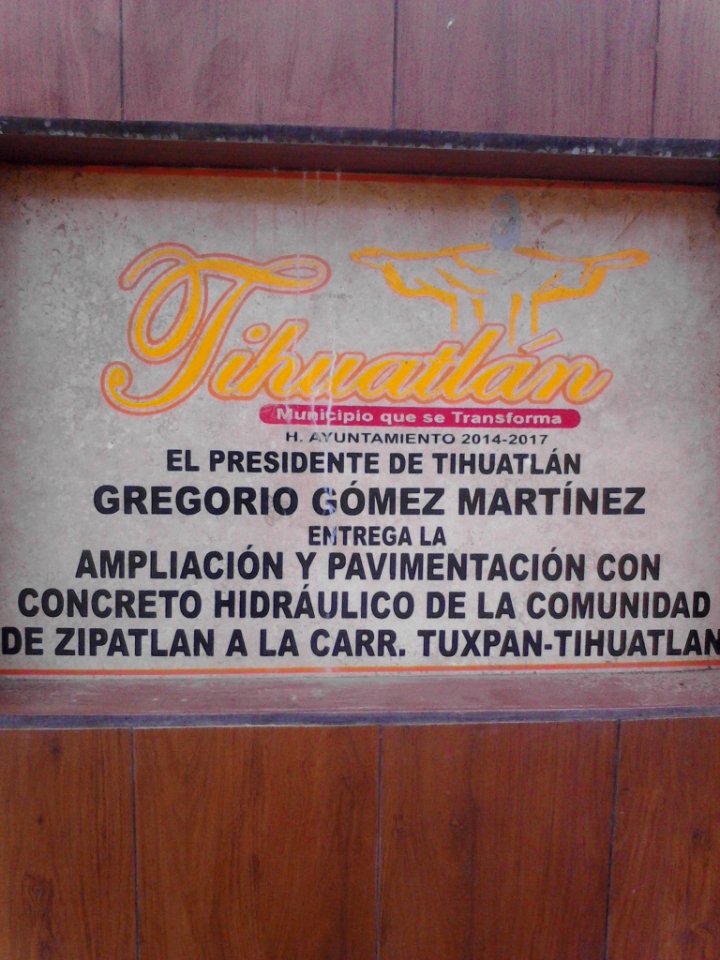 Tihuatlán
Municipio que se Transforma
H. AYUNTAMIENTO 2014-2017
EL PRESIDENTE DE TIHUATLÁN
GREGORIO GÓMEZ MARTÍNEZ
ENTREGA LA
AMPLIACIÓN Y PAVIMENTACIÓN CON
CONCRETO HIDRÁULICO DE LA COMUNIDAD
DE ZIPATLAN A LA CARR. TUXPAN-TIHUATLAN